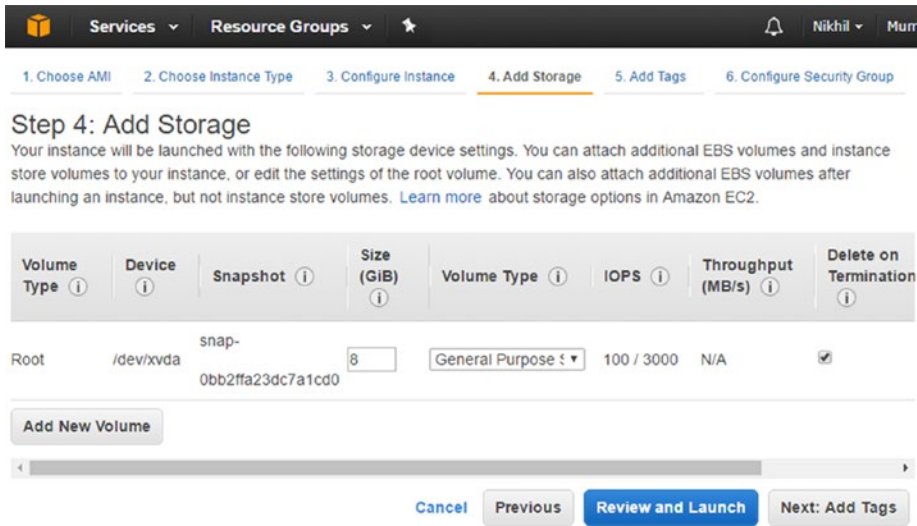 Services Resource Groups Nikhil Mum
1. Choose AMI 2. Choose Instance Type 3. Configure Instance 4. Add Storage 5. Add Tags 6. Configure Security Group
Step 4: Add Storage
Your instance will be launched with the following storage device settings. You can attach additional EBS volumes and instance
store volumes to your instance, or edit the settings of the root volume. You can also attach additional EBS volumes after
launching an instance, but not instance store volumes. Learn more about storage options in Amazon EC2.
Volume Type Device Snapshot Size (GiB) Volume Type IOPS Throughput (MB/s) Delete on Termination
Root /dev/xvda snap-0bb2ffa23dc7a1cd0 8 General Purpose S 100 / 3000 N/A
Add New Volume
Cancel Previous Review and Launch Next: Add Tags